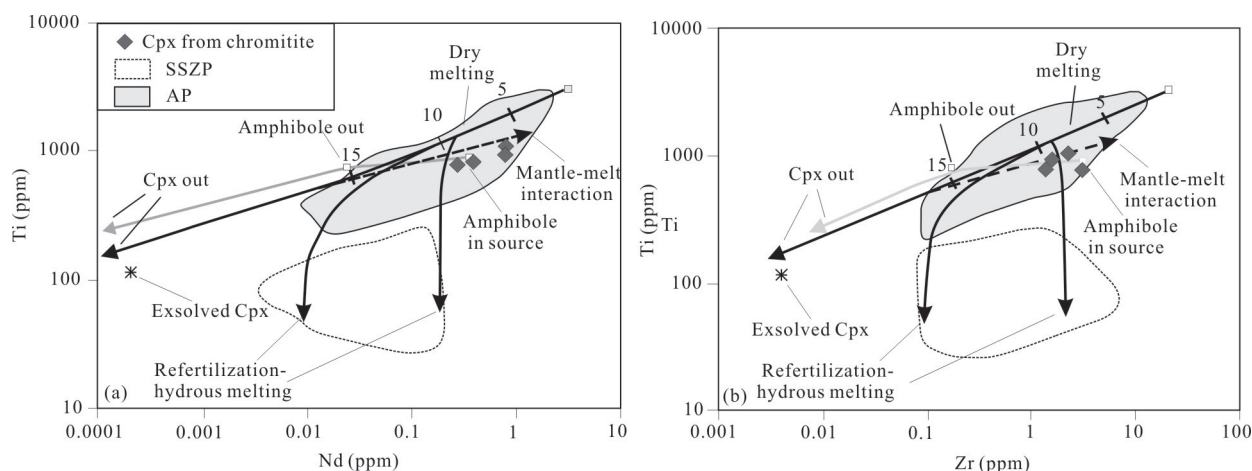 10000
Cpx from chromitite
SSZP
AP
Dry
melting
5
10
Amphibole out
1000
15
Cpx out
Mantle-melt
interaction
Amphibole
in source
Ti (ppm)
100
Exsolved Cpx
Refertilization-
hydrous melting
(a)
10
0.0001
0.001
0.01
0.1
1
10
Nd (ppm)
10000
Dry
melting
5
Amphibole out
10
15
1000
Cpx out
Mantle-melt
interaction
Amphibole
in source
Ti (ppm)
Ti
100
Exsolved Cpx
Refertilization-
hydrous melting
(b)
10
0.001
0.01
0.1
1
10
100
Zr (ppm)